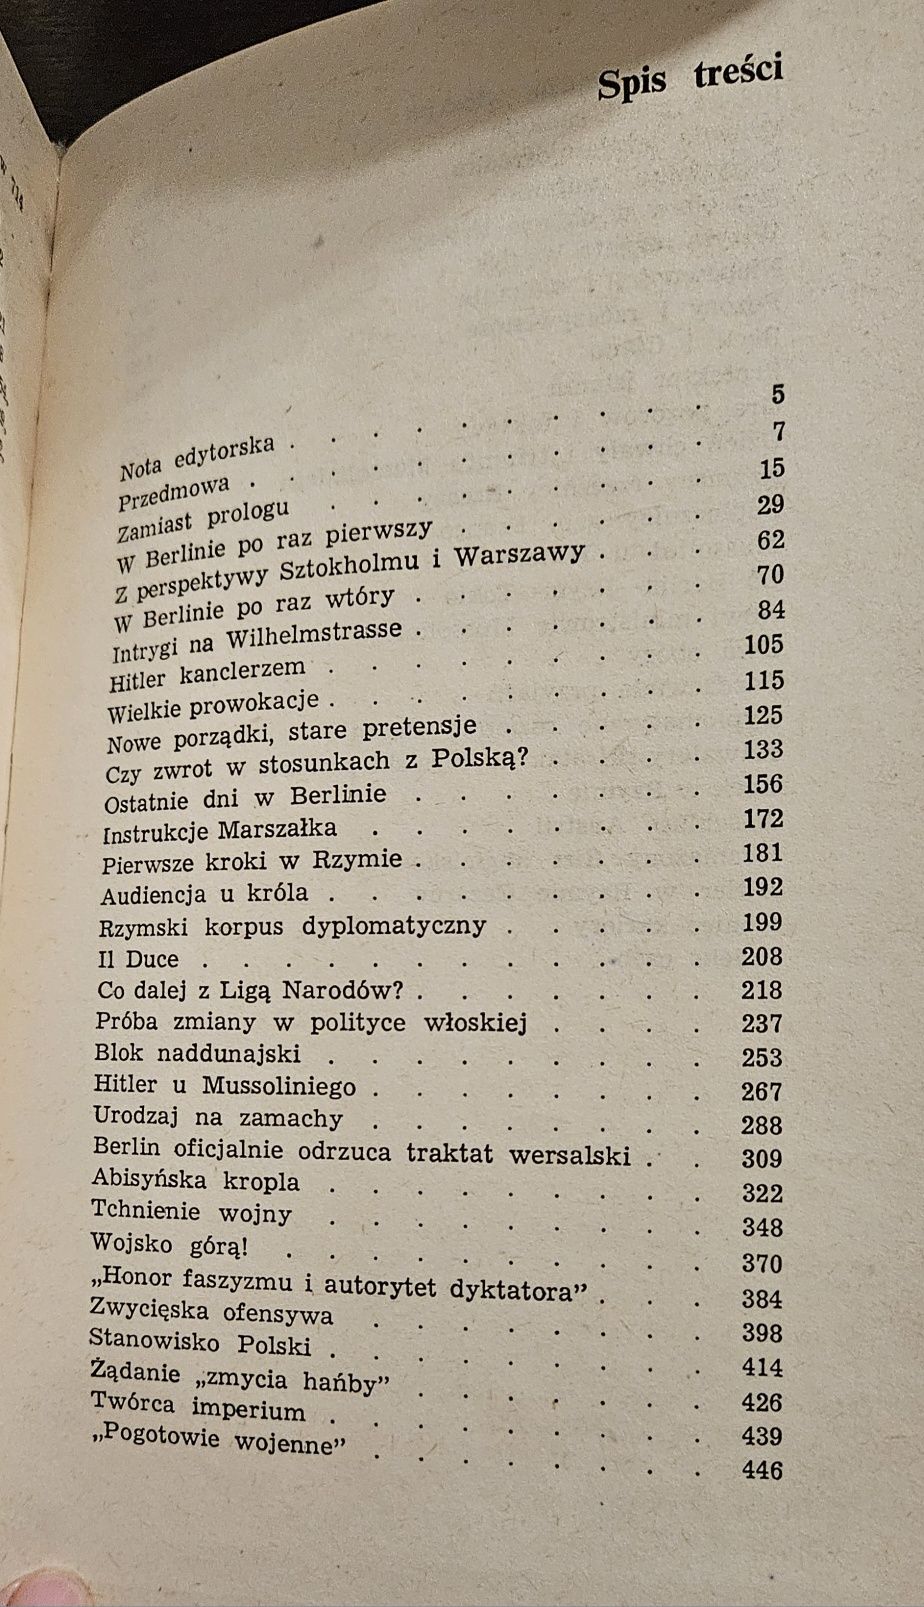 Spis treści
Nota edytorska . . . . . . . . . . 5
Przedmowa . . . . . . . . . . . 7
Zamiast prologu . . . . . . . . . 15
W Berlinie po raz pierwszy . . . . . . 29
Z perspektywy Sztokholmu i Warszawy . . . 62
W Berlinie po raz wtóry . . . . . . . 70
Intrygi na Wilhelmstrasse . . . . . . . 84
Hitler kanclerzem . . . . . . . . . 105
Wielkie prowokacje . . . . . . . . . 115
Nowe porządki, stare pretensje . . . . . 125
Czy zwrot w stosunkach z Polską? . . . . 133
Ostatnie dni w Berlinie . . . . . . . 156
Instrukcje Marszałka . . . . . . . . 172
Pierwsze kroki w Rzymie . . . . . . . 181
Audiencja u króla . . . . . . . . . 192
Rzymski korpus dyplomatyczny . . . . . 199
Il Duce . . . . . . . . . . . . 208
Co dalej z Ligą Narodów? . . . . . . . 218
Próba zmiany w polityce włoskiej . . . . 237
Blok naddunajski . . . . . . . . . 253
Hitler u Mussoliniego . . . . . . . . 267
Urodzaj na zamachy . . . . . . . . 288
Berlin oficjalnie odrzuca traktat wersalski . . 309
Abisyńska kropla . . . . . . . . . 322
Tchnienie wojny . . . . . . . . . 348
Wojsko górą! . . . . . . . . . . 370
„Honor faszyzmu i autorytet dyktatora” . . . 384
Zwycięska ofensywa . . . . . . . . 398
Stanowisko Polski . . . . . . . . . 414
Żądanie „zmycia hańby” . . . . . . . 426
Twórca imperium . . . . . . . . . 439
„Pogotowie wojenne” . . . . . . . . 446